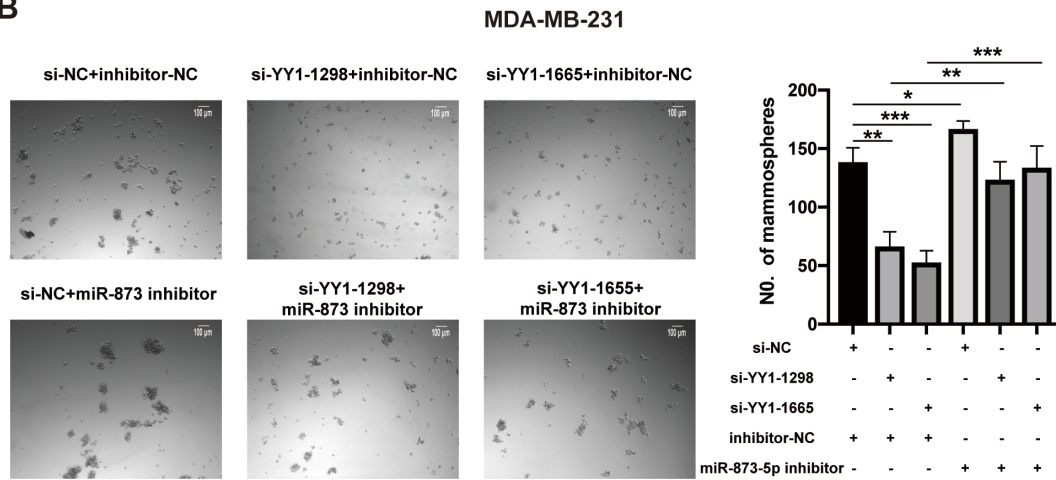 B
MDA-MB-231
si-NC+inhibitor-NC
si-YY1-1298+inhibitor-NC
si-YY1-1665+inhibitor-NC
100 μm
100 μm
100 μm
si-NC+miR-873 inhibitor
si-YY1-1298+
miR-873 inhibitor
si-YY1-1655+
miR-873 inhibitor
100 μm
100 μm
100 μm
***
**
*
***
**
N0. of mammospheres
200
150
100
50
0
si-NC + - - + - -
si-YY1-1298 - + - - + -
si-YY1-1665 - - + - - +
inhibitor-NC + + + - - -
miR-873-5p inhibitor - - - + + +